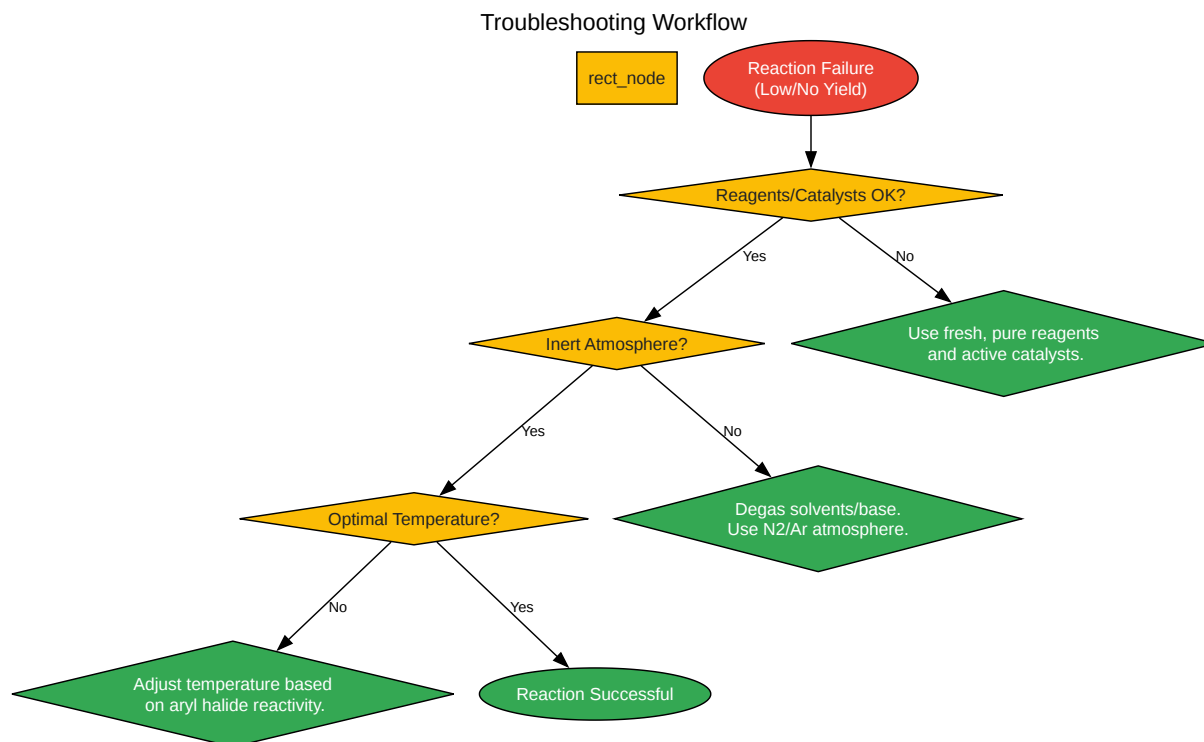 Troubleshooting Workflow
rect_node
Reaction Failure
(Low/No Yield)
Reagents/Catalysts OK?
Yes
No
Inert Atmosphere?
Use fresh, pure reagents
and active catalysts.
Yes
No
Optimal Temperature?
Degas solvents/base.
Use N2/Ar atmosphere.
No
Yes
Adjust temperature based
on aryl halide reactivity.
Reaction Successful